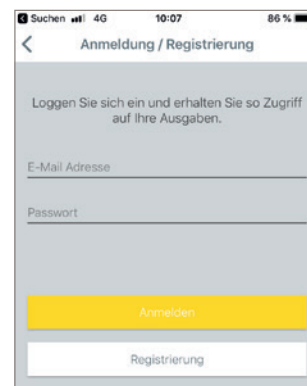 Suchen 4G 10:07 86 %
Anmeldung / Registrierung
Loggen Sie sich ein und erhalten Sie so Zugriff
auf Ihre Ausgaben.
E-Mail Adresse
Passwort
Anmelden
Registrierung